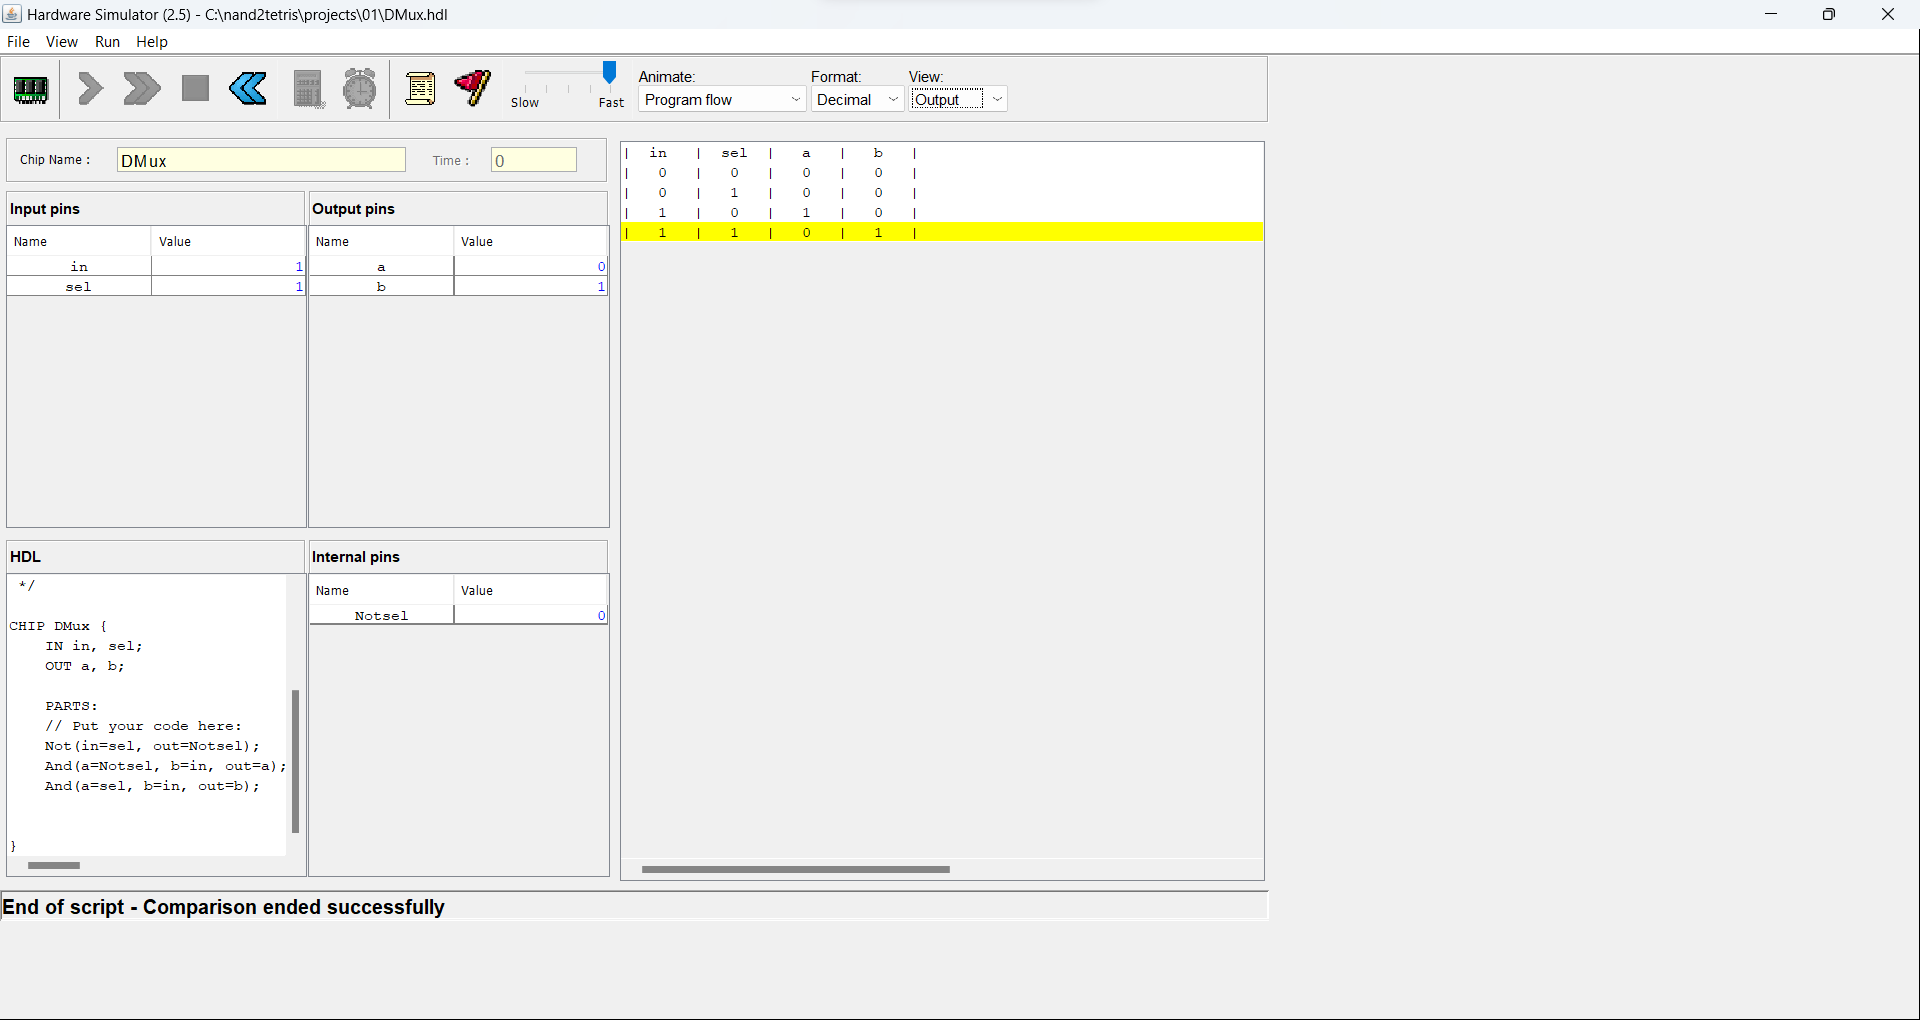 Hardware Simulator (2.5) - C:\nand2tetris\projects\01\DMux.hdl
File View Run Help
Animate: Format: View:
Slow Fast Program flow Decimal Output
Chip Name : DMux Time : 0
Input pins Output pins
Name Value Name Value
in 1 a 0
sel 1 b 1
| in | sel | a | b |
| 0 | 0 | 0 | 0 |
| 0 | 1 | 0 | 0 |
| 1 | 0 | 1 | 0 |
| 1 | 1 | 0 | 1 |
HDL
*/
CHIP DMux {
IN in, sel;
OUT a, b;
PARTS:
// Put your code here:
Not(in=sel, out=Notsel);
And(a=Notsel, b=in, out=a);
And(a=sel, b=in, out=b);
}
Internal pins
Name Value
Notsel 0
End of script - Comparison ended successfully